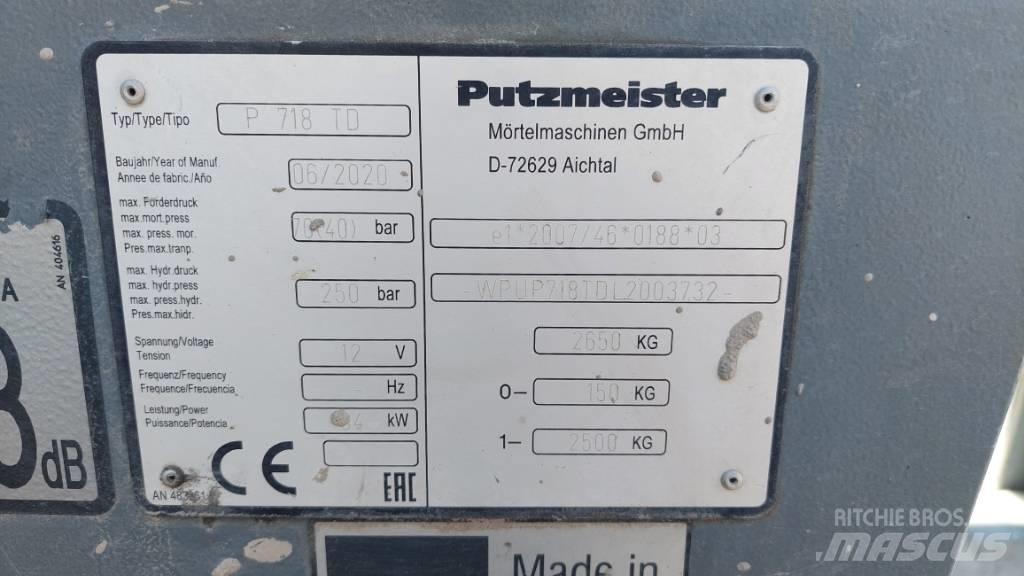 Typ/Type/Tipo P 718 TD
Baujahr/Year of Manuf.
Annee de fabric./Año
06/2020
max. Förderdruck
max.mort.press
max. press. mor.
Pres.max.tranp.
70(40) bar
max. Hydr.druck
max. hydr.press
max. press.hydr.
Pres.max.hidr.
250 bar
Spannung/Voltage
Tension
12 V
Frequenz/Frequency
Frequence/Frecuencia
- Hz
Leistung/Power
Puissance/Potencia
kW
CE
EAC
AN
Putzmeister
Mörtelmaschinen GmbH
D-72629 Aichtal
e1*2007/46*0188*03
-WPUP718TDL2003732-
2650 KG
0– 150 KG
1– 2500 KG
Made in
A
AN 404616
dB
RITCHIE BROS.
MASCUS